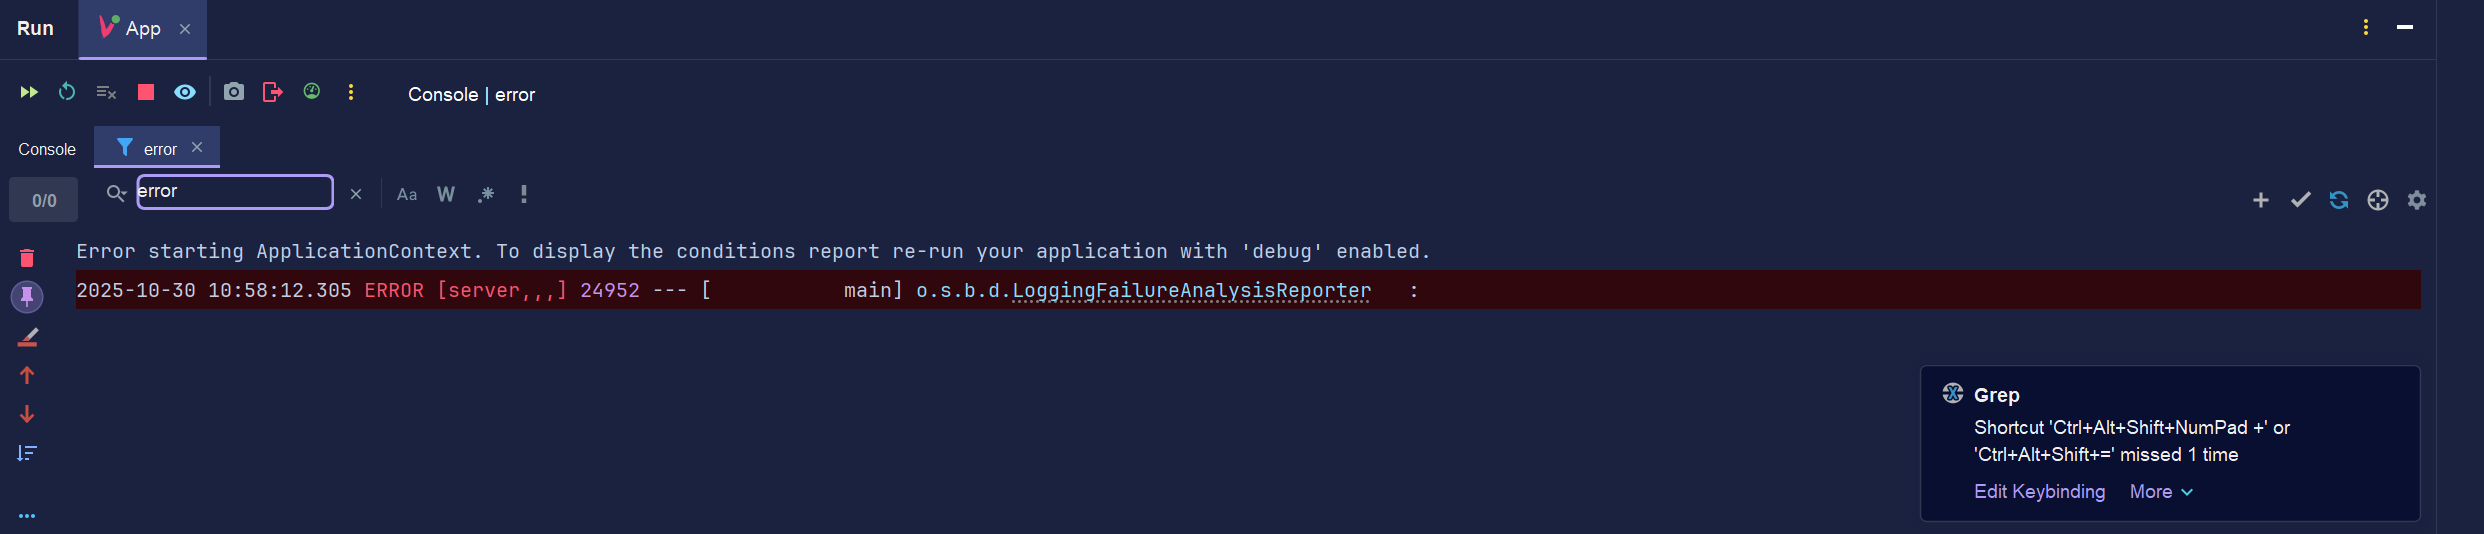 Run App
Console | error
Console error
0/0 error Aa W .* !
Error starting ApplicationContext. To display the conditions report re-run your application with 'debug' enabled.
2025-10-30 10:58:12.305 ERROR [server,,,] 24952 --- [           main] o.s.b.d.LoggingFailureAnalysisReporter   :
Grep
Shortcut 'Ctrl+Alt+Shift+NumPad +' or
'Ctrl+Alt+Shift+=' missed 1 time
Edit Keybinding More